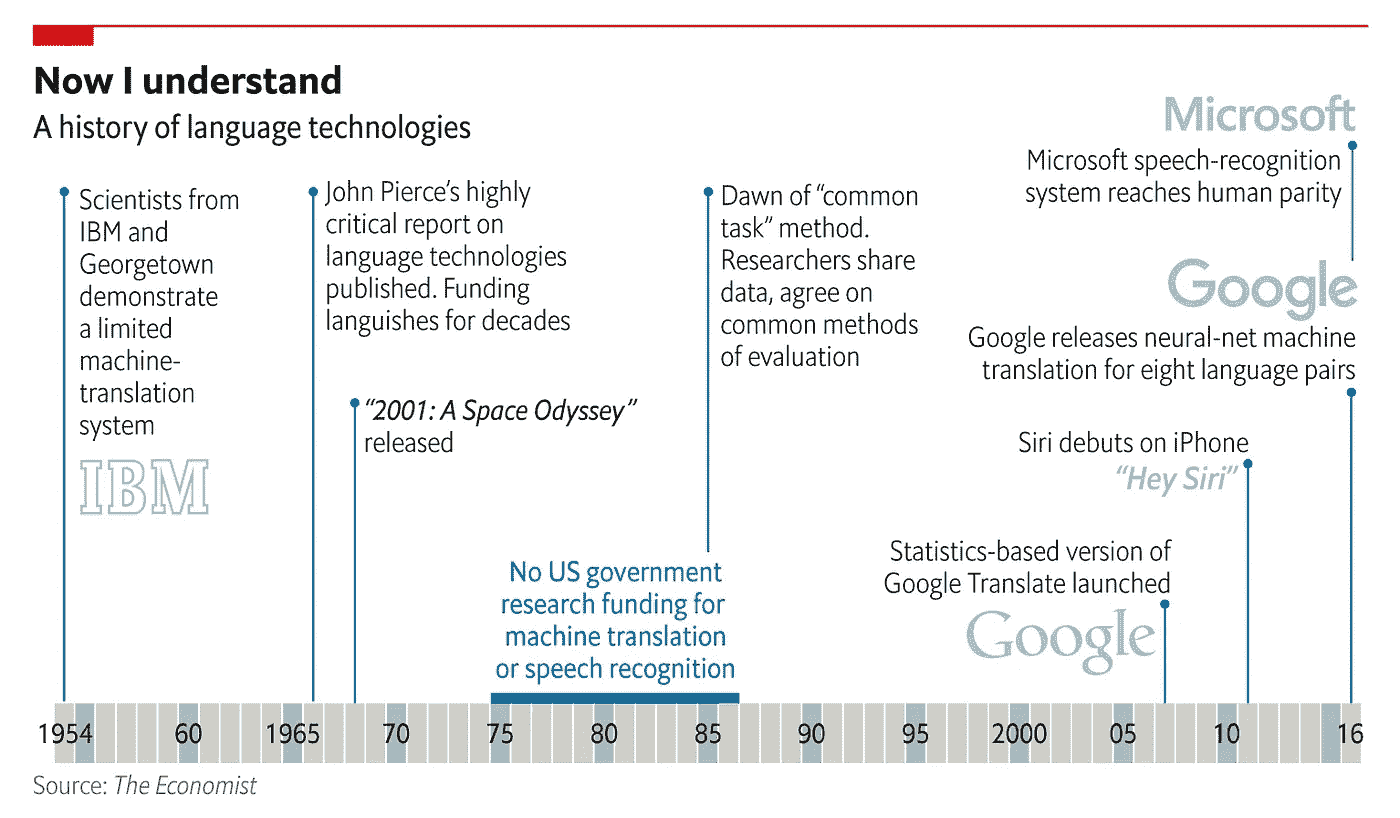 Now I understand
A history of language technologies
Scientists from
IBM and
Georgetown
demonstrate
a limited
machine-
translation
system
IBM
John Pierce's highly
critical report on
language technologies
published. Funding
languishes for decades
“2001: A Space Odyssey”
released
Dawn of “common
task” method.
Researchers share
data, agree on
common methods
of evaluation
No US government
research funding for
machine translation
or speech recognition
Microsoft
Microsoft speech-recognition
system reaches human parity
Google
Google releases neural-net machine
translation for eight language pairs
Siri debuts on iPhone
“Hey Siri”
Statistics-based version of
Google Translate launched
Google
1954 60 1965 70 75 80 85 90 95 2000 05 10 16
Source: The Economist